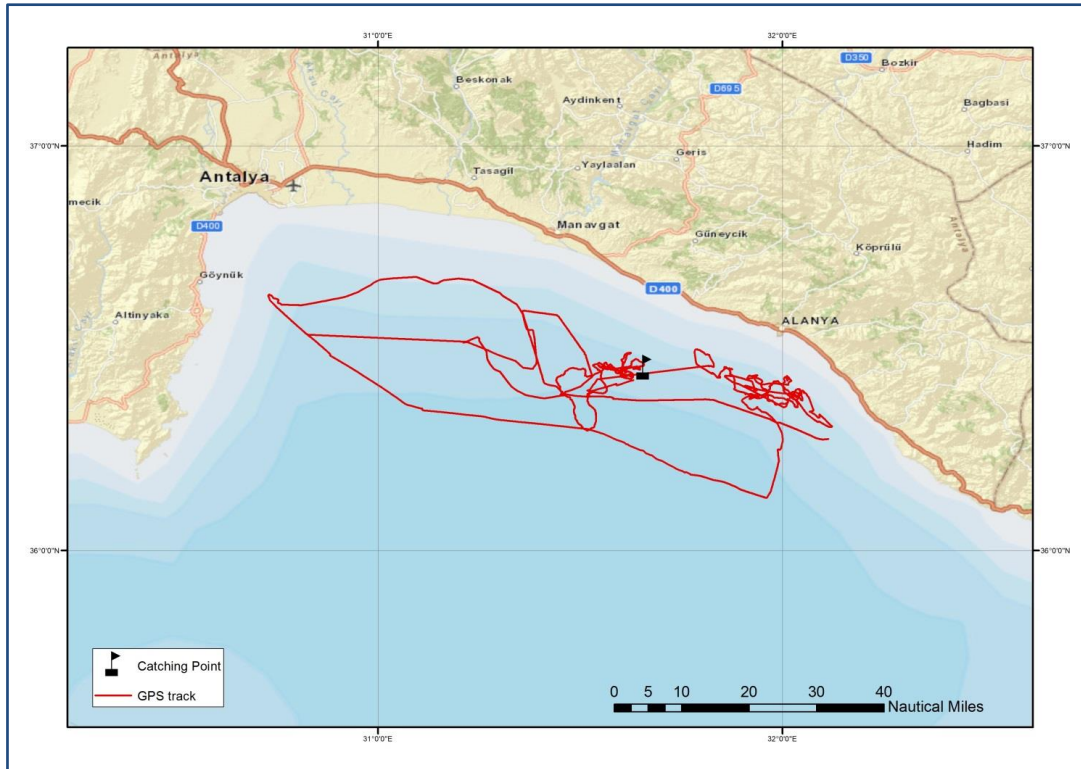 31°0'0"E 32°0'0"E
Antalya
D350
Bozkir
Beskonak
D695
Aydinkent
Bagbasi
37°0'0"N 37°0'0"N
Geris
Hadim
Yaylaalan
Antalya
Tasagil
mecik
D400
Manavgat
Güneycik
Antalya
Köprülü
Göynük
D400
Altinyaka
ALANYA
36°0'0"N 36°0'0"N
Catching Point
GPS track
0 5 10 20 30 40
Nautical Miles
31°0'0"E 32°0'0"E